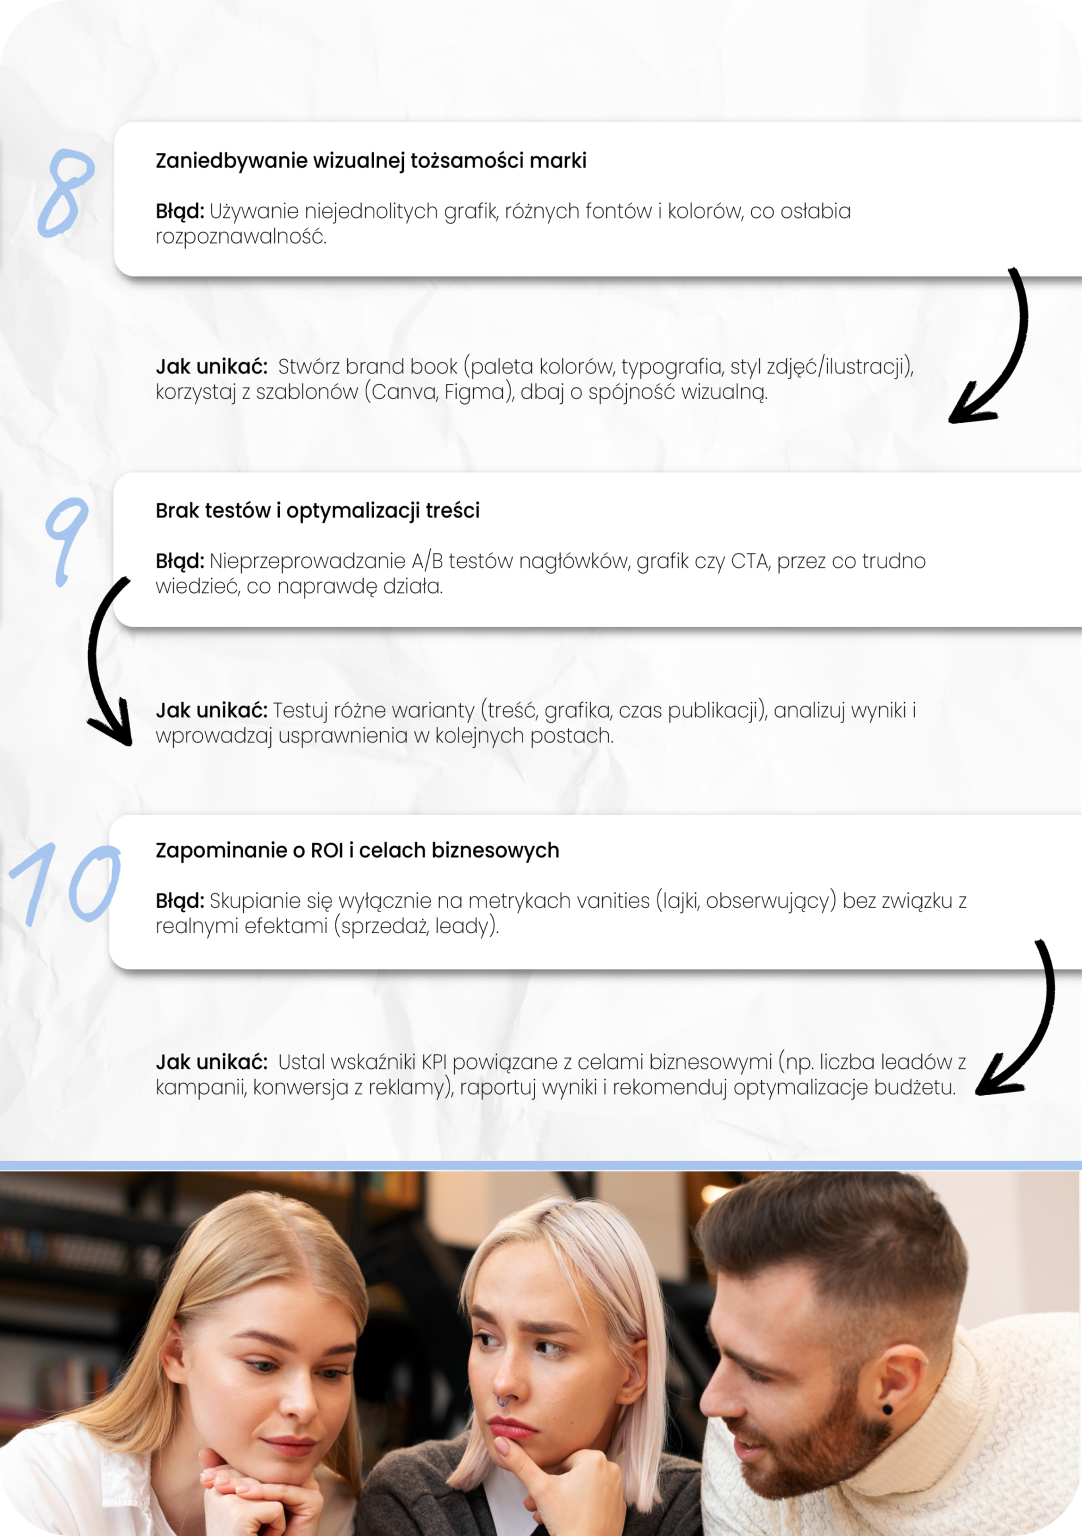 8
Zaniedbywanie wizualnej tożsamości marki
Błąd: Używanie niejednolitych grafik, różnych fontów i kolorów, co osłabia
rozpoznawalność.
Jak unikać: Stwórz brand book (paleta kolorów, typografia, styl zdjęć/ilustracji),
korzystaj z szablonów (Canva, Figma), dbaj o spójność wizualną.
9
Brak testów i optymalizacji treści
Błąd: Nieprzeprowadzanie A/B testów nagłówków, grafik czy CTA, przez co trudno
wiedzieć, co naprawdę działa.
Jak unikać: Testuj różne warianty (treść, grafika, czas publikacji), analizuj wyniki i
wprowadzaj usprawnienia w kolejnych postach.
10
Zapominanie o ROI i celach biznesowych
Błąd: Skupianie się wyłącznie na metrykach vanities (lajki, obserwujący) bez związku z
realnymi efektami (sprzedaż, leady).
Jak unikać: Ustal wskaźniki KPI powiązane z celami biznesowymi (np. liczba leadów z
kampanii, konwersja z reklamy), raportuj wyniki i rekomenduj optymalizacje budżetu.